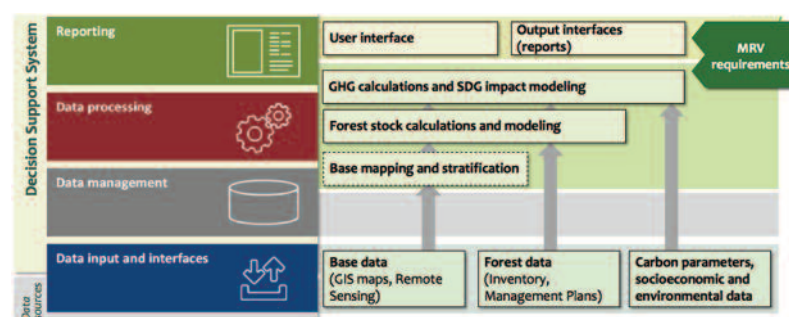 Decision Support System
Reporting
User interface
Output interfaces
(reports)
MRV
requirements
GHG calculations and SDG impact modeling
Data processing
Forest stock calculations and modeling
Base mapping and stratification
Data management
Data input and interfaces
Base data
(GIS maps, Remote
Sensing)
Forest data
(Inventory,
Management Plans)
Carbon parameters,
socioeconomic and
environmental data
Data